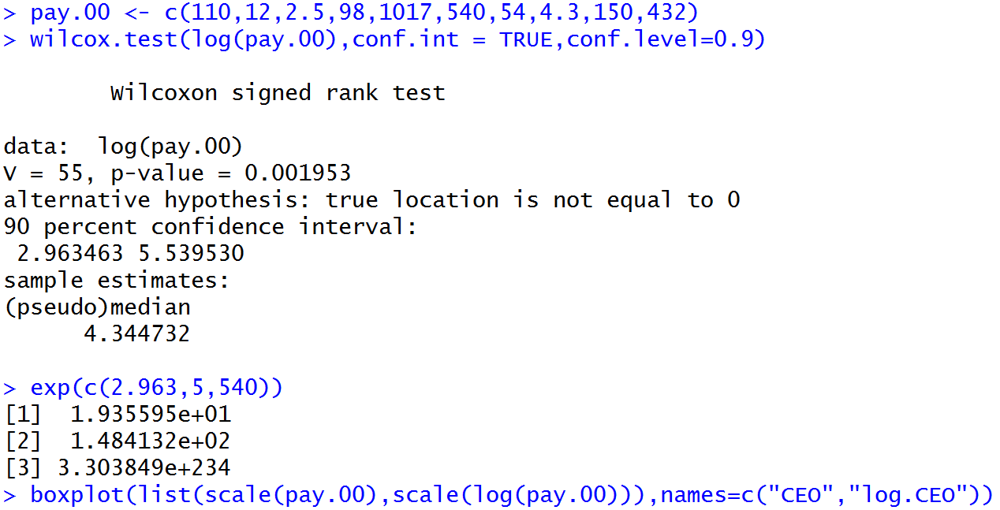 > pay.00 <- c(110,12,2.5,98,1017,540,54,4.3,150,432)
> wilcox.test(log(pay.00),conf.int = TRUE,conf.level=0.9)
Wilcoxon signed rank test
data:  log(pay.00)
V = 55, p-value = 0.001953
alternative hypothesis: true location is not equal to 0
90 percent confidence interval:
 2.963463 5.539530
sample estimates:
(pseudo)median
      4.344732
> exp(c(2.963,5,540))
[1]  1.935595e+01
[2]  1.484132e+02
[3] 3.303849e+234
> boxplot(list(scale(pay.00),scale(log(pay.00))),names=c("CEO","log.CEO"))